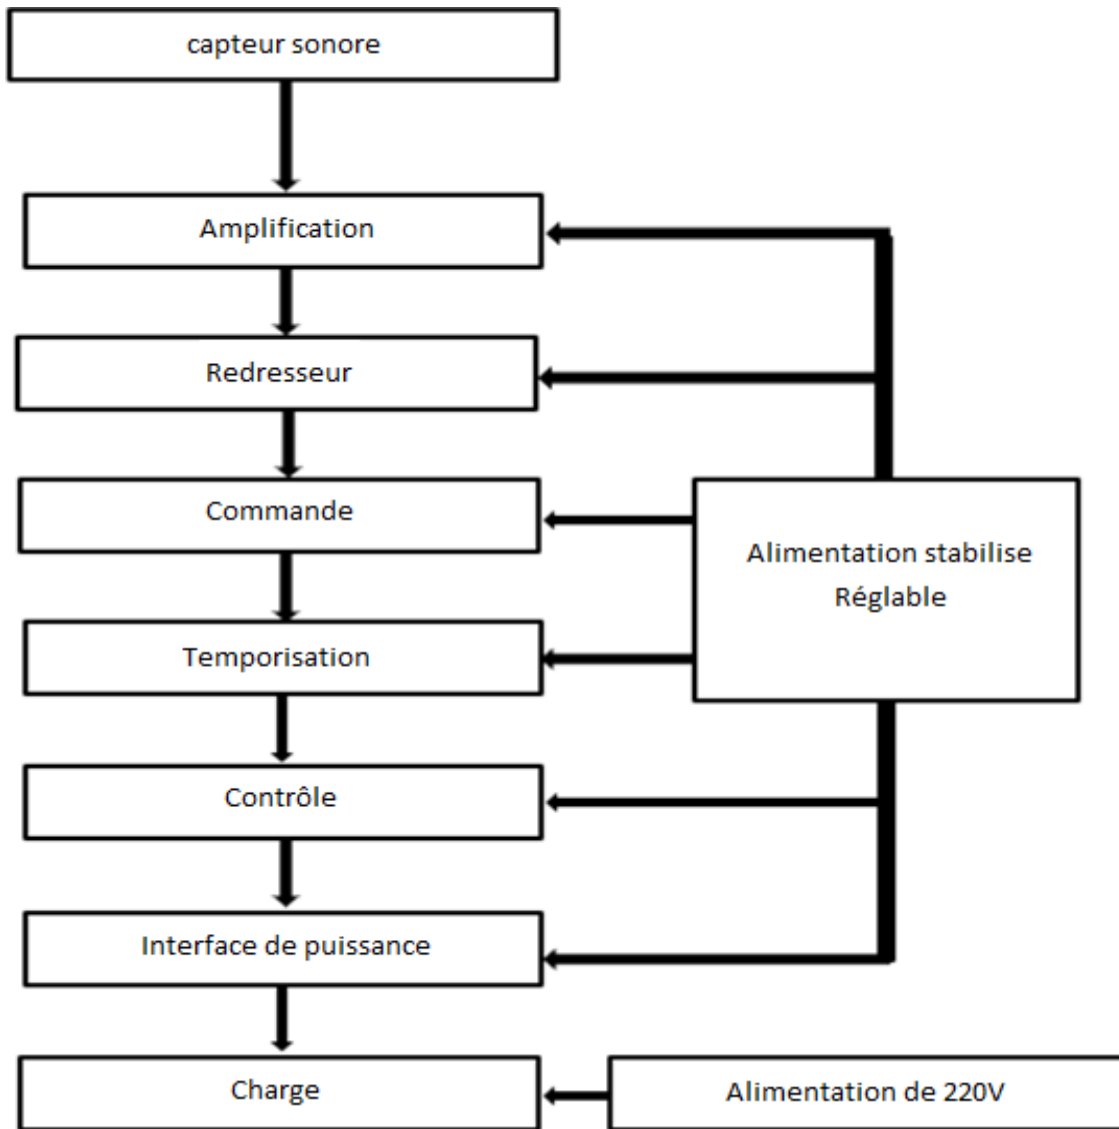 capteur sonore
Amplification
Redresseur
Commande
Alimentation stabilise
Réglable
Temporisation
Contrôle
Interface de puissance
Charge
Alimentation de 220V